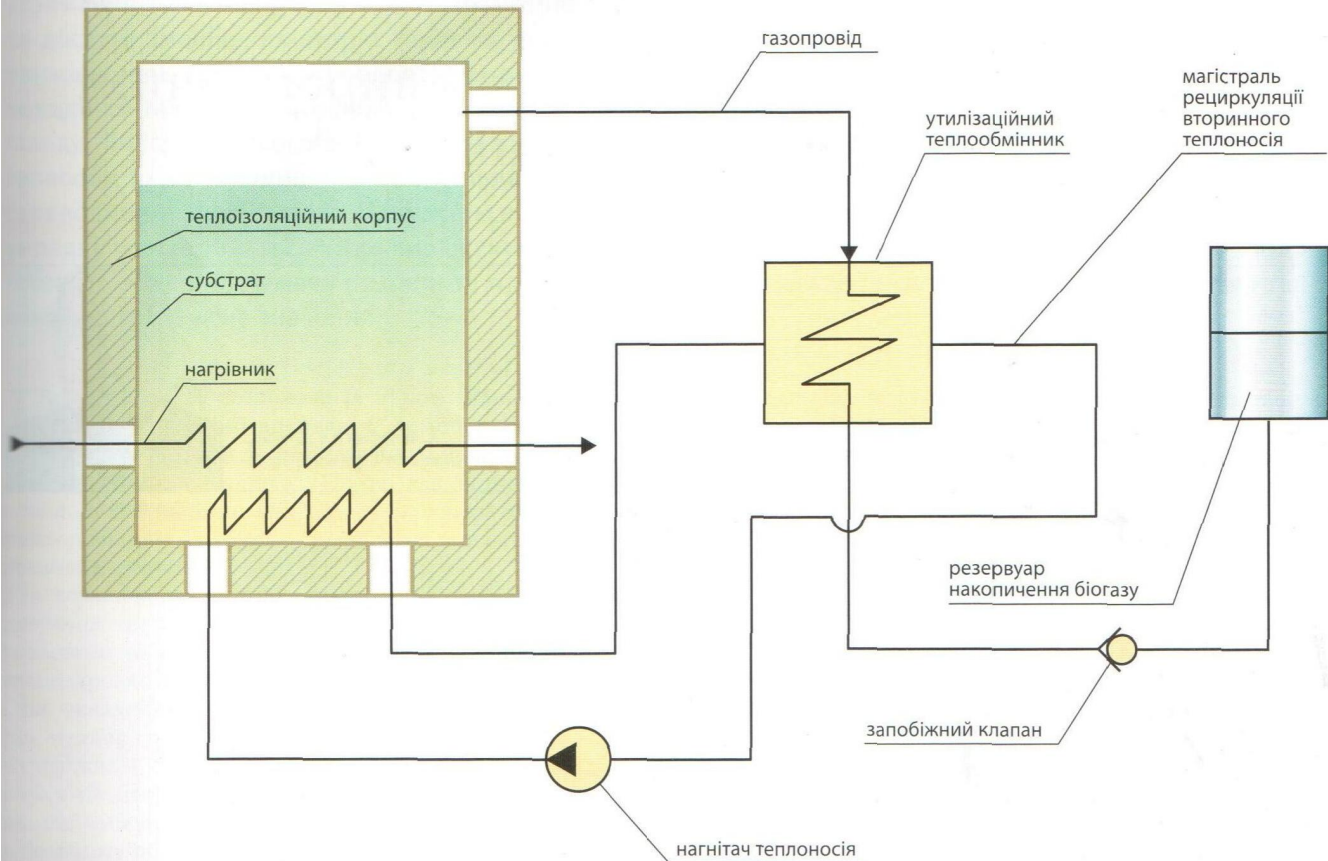 газопровід
магістраль
рециркуляції
вторинного
теплоносія
утилізаційний
теплообмінник
теплоізоляційний корпус
субстрат
нагрівник
резервуар
накопичення біогазу
запобіжний клапан
нагнітач теплоносія